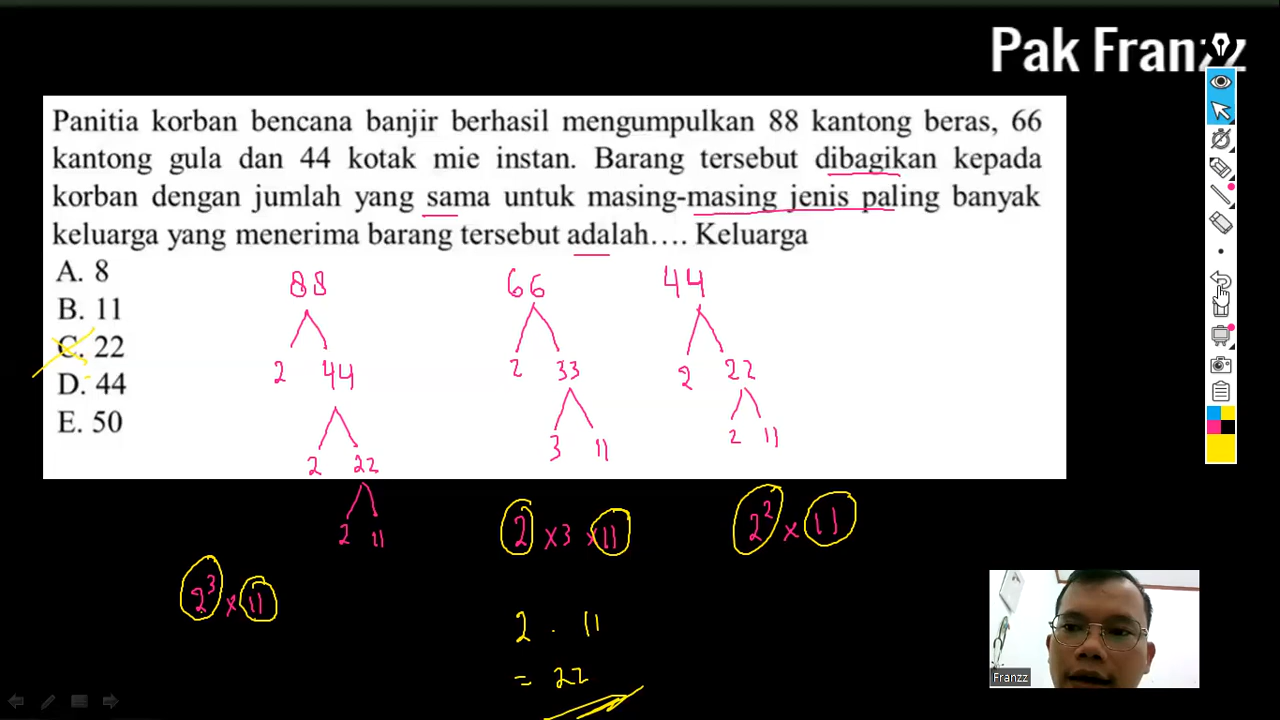 Pak Franzz
Panitia korban bencana banjir berhasil mengumpulkan 88 kantong beras, 66
kantong gula dan 44 kotak mie instan. Barang tersebut dibagikan kepada
korban dengan jumlah yang sama untuk masing-masing jenis paling banyak
keluarga yang menerima barang tersebut adalah…. Keluarga
A. 8
B. 11
C. 22
D. 44
E. 50
88 66 44
2 44 2 33 2 22
2 22 3 11 2 11
2 11
2³ x 11
2 x 3 x 11
2² x 11
2 . 11
= 22
Franzz